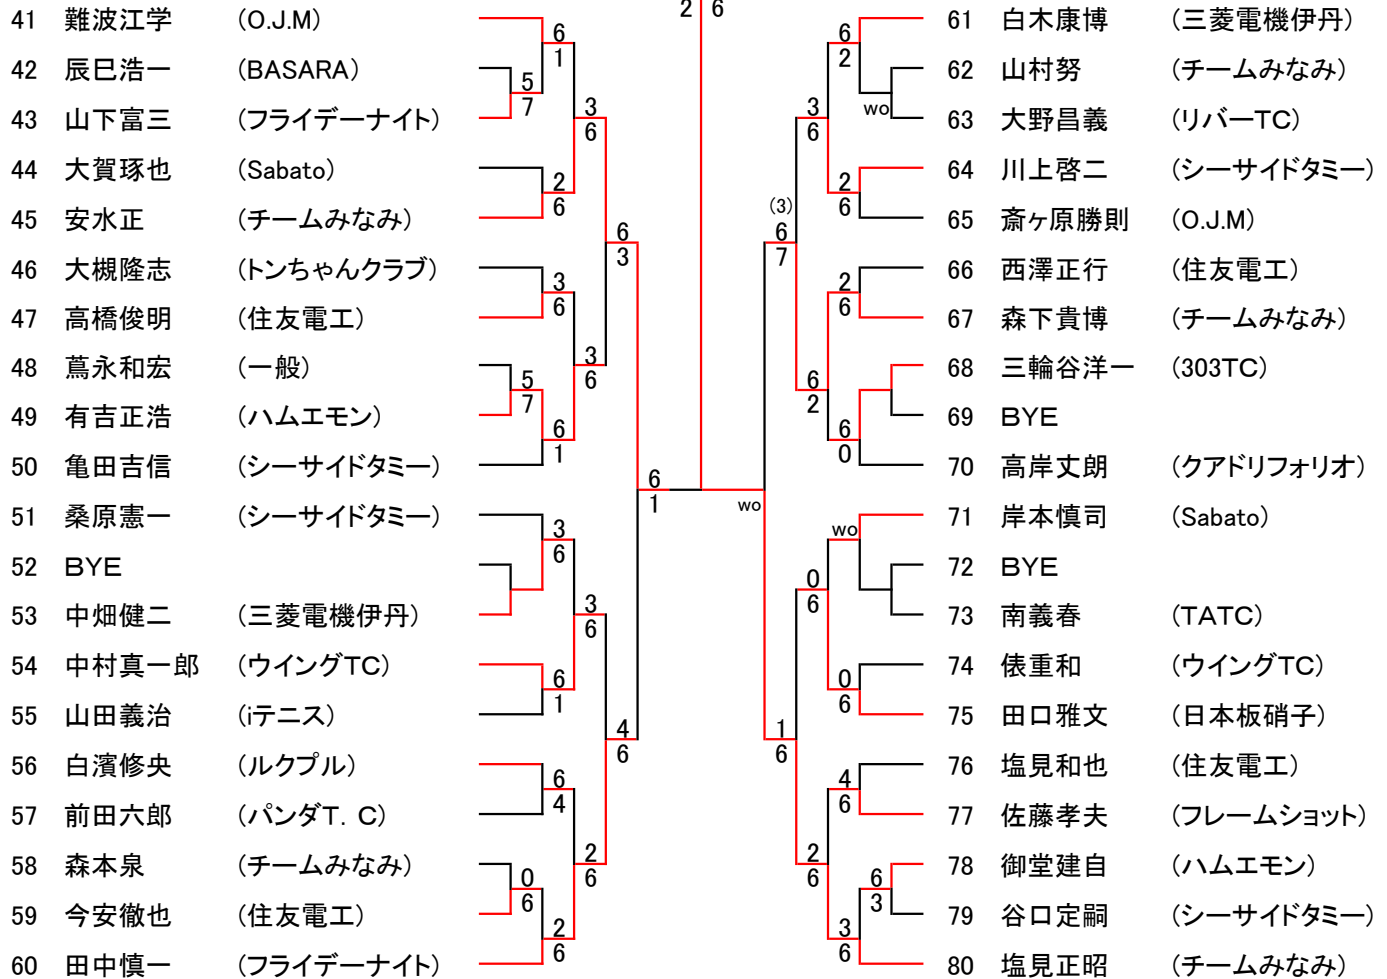 2 6
41 難波江学 (O.J.M)
42 辰巳浩一 (BASARA)
43 山下富三 (フライデーナイト)
44 大賀琢也 (Sabato)
45 安水正 (チームみなみ)
46 大槻隆志 (トンちゃんクラブ)
47 高橋俊明 (住友電工)
48 蔦永和宏 (一般)
49 有吉正浩 (ハムエモン)
50 亀田吉信 (シーサイドタミー)
51 桑原憲一 (シーサイドタミー)
52 BYE
53 中畑健二 (三菱電機伊丹)
54 中村真一郎 (ウイングTC)
55 山田義治 (iテニス)
56 白濱修央 (ルクプル)
57 前田六郎 (パンダT．C)
58 森本泉 (チームみなみ)
59 今安徹也 (住友電工)
60 田中慎一 (フライデーナイト)
6
1
5
7
3
6
2
6
6
3
3
6
3
6
5
7
6
1
6
1
3
6
3
6
6
1
4
6
6
4
2
6
0
6
2
6
61 白木康博 (三菱電機伊丹)
62 山村努 (チームみなみ)
63 大野昌義 (リバーTC)
64 川上啓二 (シーサイドタミー)
65 斎ヶ原勝則 (O.J.M)
66 西澤正行 (住友電工)
67 森下貴博 (チームみなみ)
68 三輪谷洋一 (303TC)
69 BYE
70 高岸丈朗 (クアドリフォリオ)
71 岸本慎司 (Sabato)
72 BYE
73 南義春 (TATC)
74 俵重和 (ウイングTC)
75 田口雅文 (日本板硝子)
76 塩見和也 (住友電工)
77 佐藤孝夫 (フレームショット)
78 御堂建自 (ハムエモン)
79 谷口定嗣 (シーサイドタミー)
80 塩見正昭 (チームみなみ)
6
2
wo
3
6
2
6
(3)
6
7
2
6
6
2
6
0
wo
wo
0
6
0
6
1
6
4
6
2
6
6
3
3
6